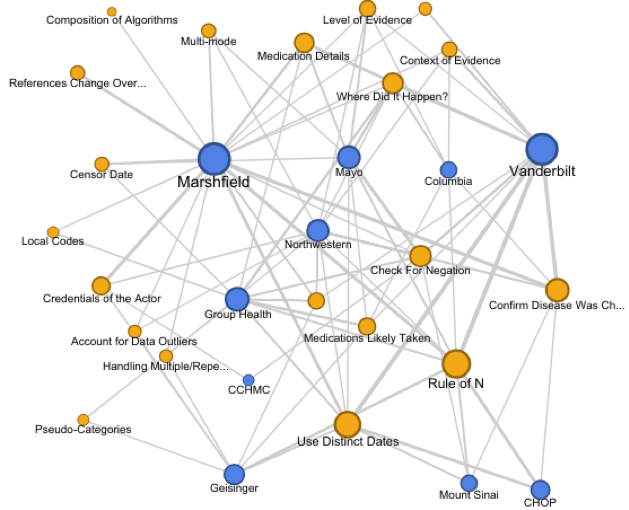 Composition of Algorithms
Level of Evidence
Multi-mode
Medication Details
Context of Evidence
References Change Over...
Where Did It Happen?
Censor Date
Marshfield
Mayo
Columbia
Vanderbilt
Local Codes
Northwestern
Check For Negation
Credentials of the Actor
Group Health
Confirm Disease Was Ch...
Account for Data Outliers
Medications Likely Taken
Handling Multiple/Repe...
CCHMC
Rule of N
Pseudo-Categories
Use Distinct Dates
Geisinger
Mount Sinai
CHOP